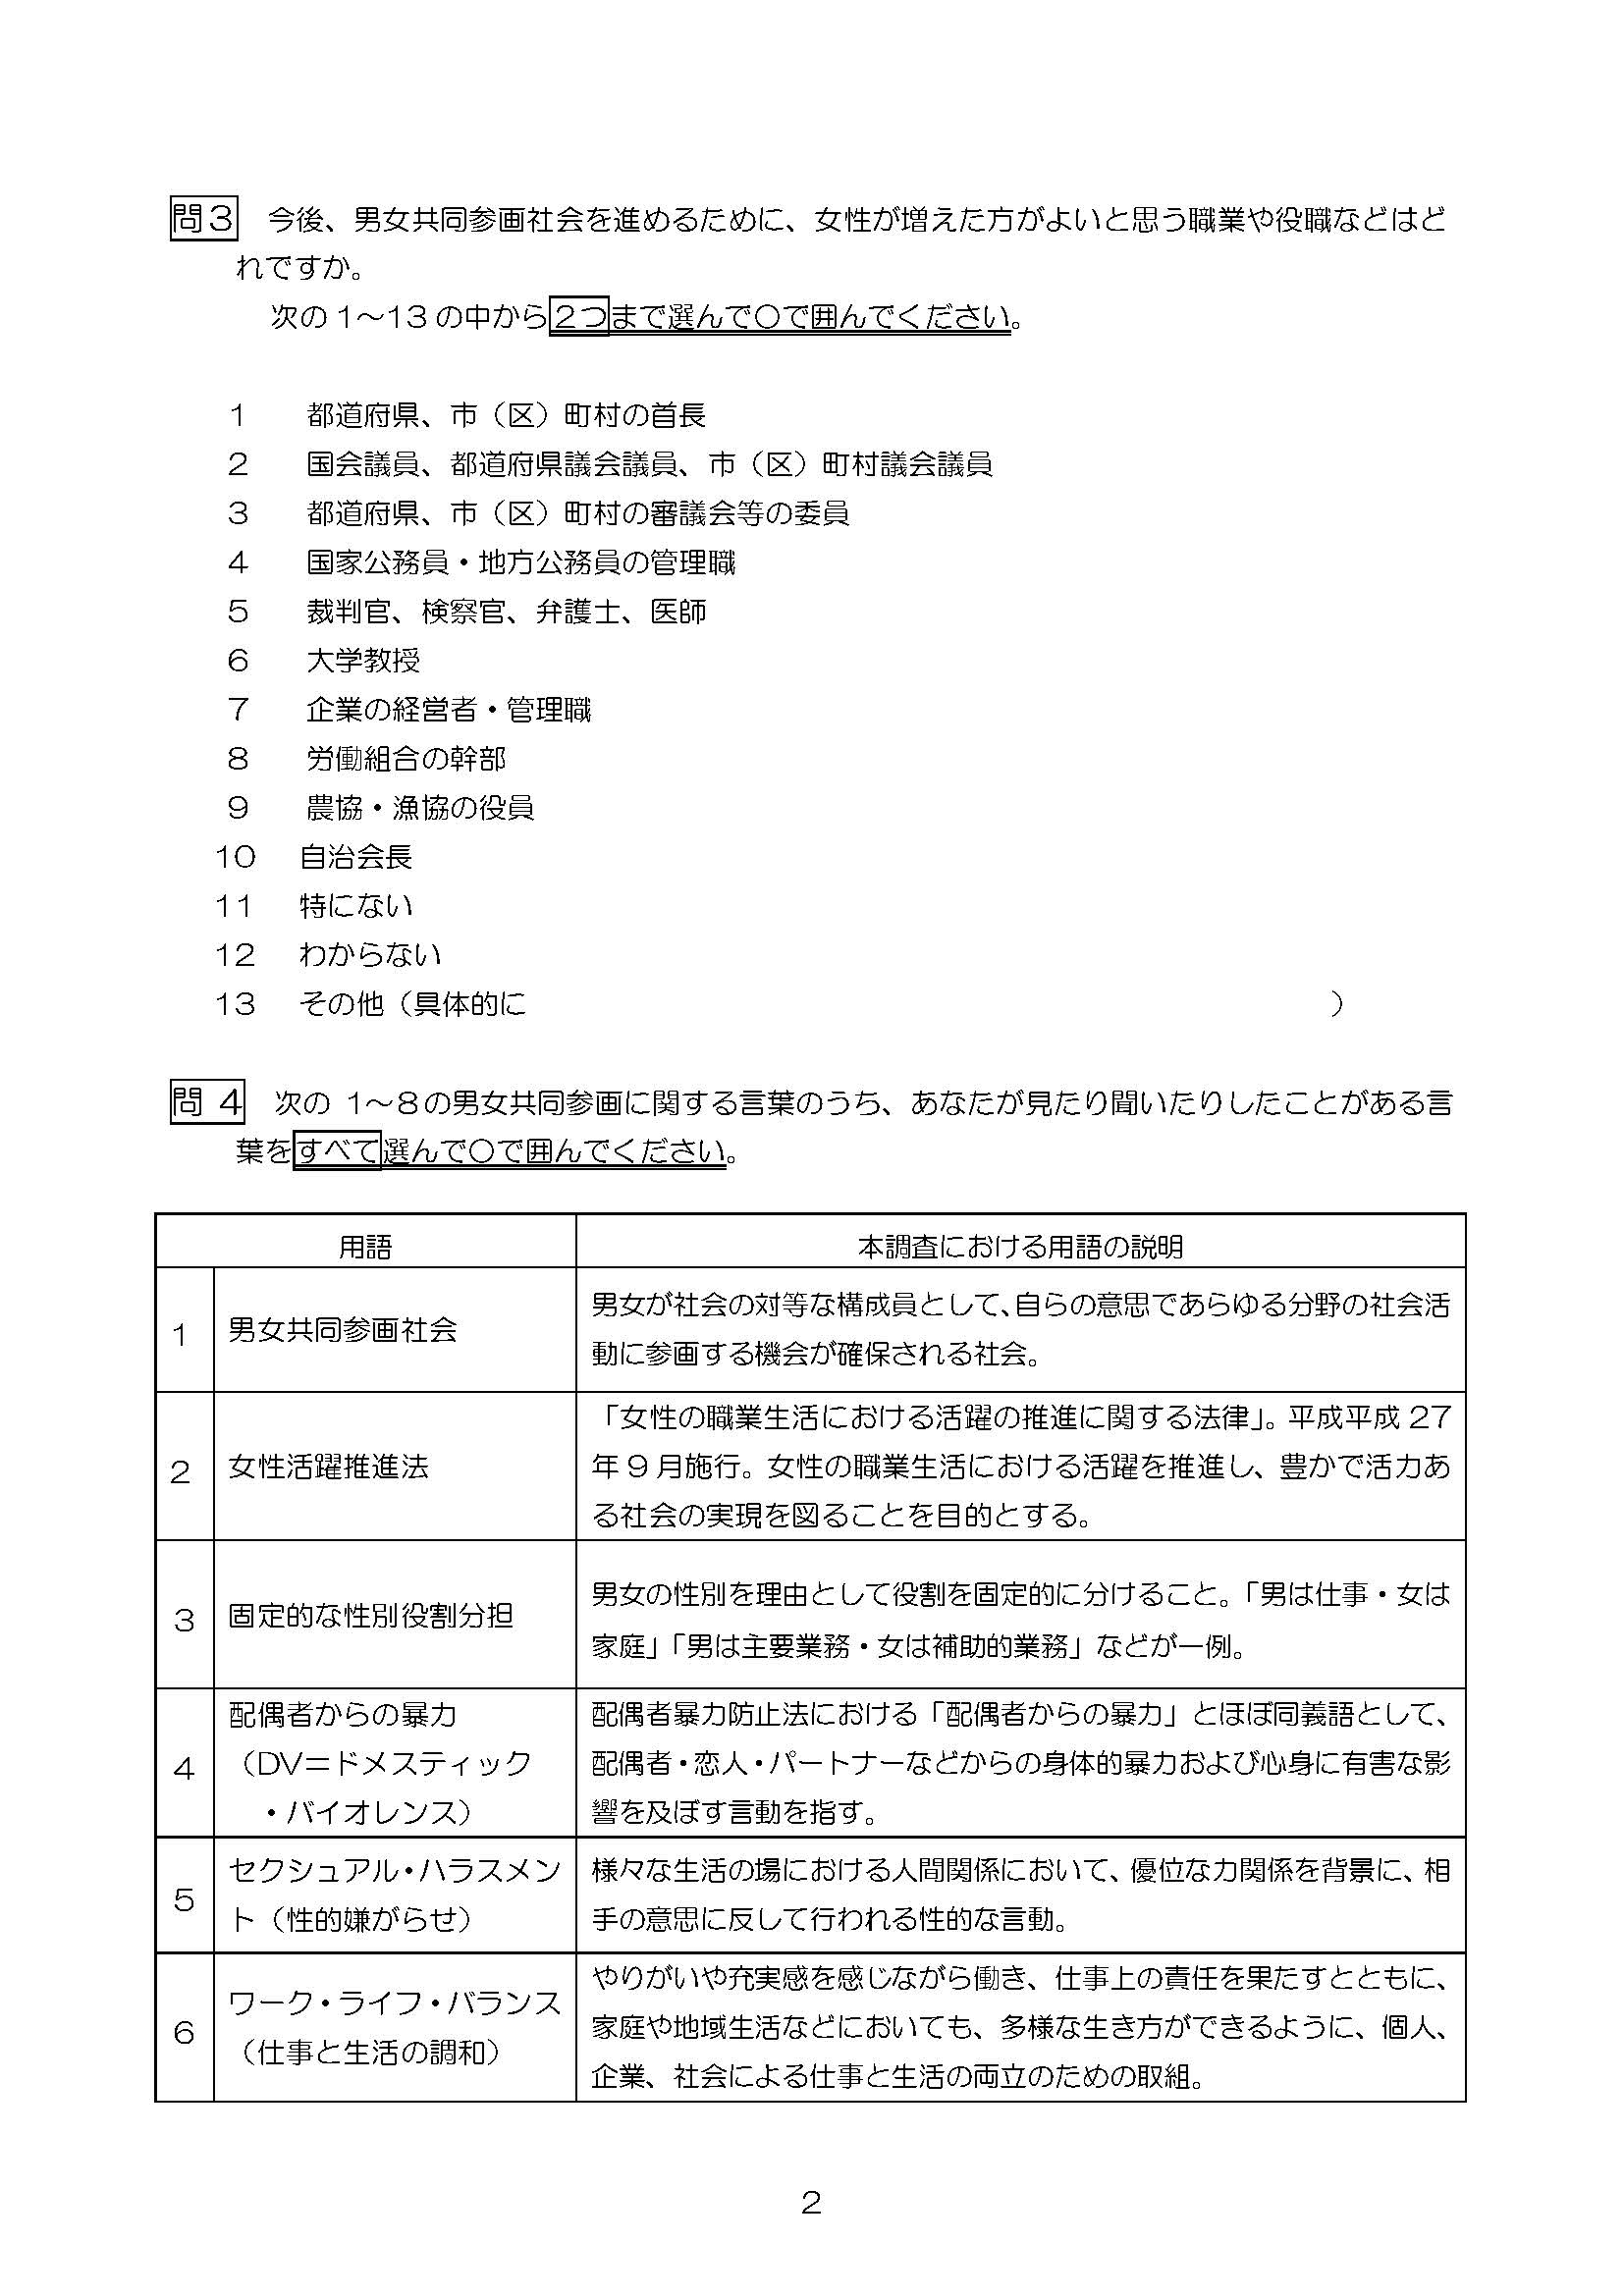 問3　今後、男女共同参画社会を進めるために、女性が増えた方がよいと思う職業や役職などはど
れですか。
次の1～13の中から2つまで選んで〇で囲んでください。
1　都道府県、市（区）町村の首長
2　国会議員、都道府県議会議員、市（区）町村議会議員
3　都道府県、市（区）町村の審議会等の委員
4　国家公務員・地方公務員の管理職
5　裁判官、検察官、弁護士、医師
6　大学教授
7　企業の経営者・管理職
8　労働組合の幹部
9　農協・漁協の役員
10　自治会長
11　特にない
12　わからない
13　その他（具体的に　　　　　　　　　　）
問4　次の 1～8の男女共同参画に関する言葉のうち、あなたが見たり聞いたりしたことがある言
葉をすべて選んで〇で囲んでください。
用語　本調査における用語の説明
1　男女共同参画社会
男女が社会の対等な構成員として、自らの意思であらゆる分野の社会活
動に参画する機会が確保される社会。
2　女性活躍推進法
「女性の職業生活における活躍の推進に関する法律」。平成平成 27
年 9 月施行。女性の職業生活における活躍を推進し、豊かで活力あ
る社会の実現を図ることを目的とする。
3　固定的な性別役割分担
男女の性別を理由として役割を固定的に分けること。「男は仕事・女は
家庭」「男は主要業務・女は補助的業務」などが一例。
4　配偶者からの暴力
（DV＝ドメスティック
・バイオレンス）
配偶者暴力防止法における「配偶者からの暴力」とほぼ同義語として、
配偶者・恋人・パートナーなどからの身体的暴力および心身に有害な影
響を及ぼす言動を指す。
5　セクシュアル・ハラスメン
ト（性的嫌がらせ）
様々な生活の場における人間関係において、優位な力関係を背景に、相
手の意思に反して行われる性的な言動。
6　ワーク・ライフ・バランス
（仕事と生活の調和）
やりがいや充実感を感じながら働き、仕事上の責任を果たすとともに、
家庭や地域生活などにおいても、多様な生き方ができるように、個人、
企業、社会による仕事と生活の両立のための取組。
2